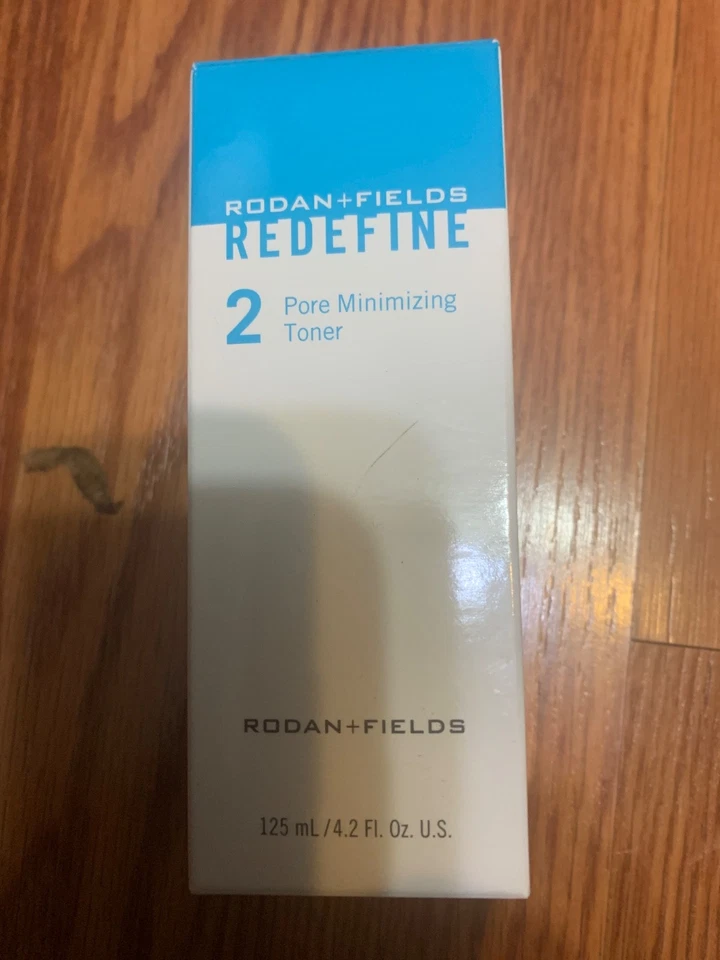 RODAN+FIELDS
REDEFINE
2 Pore Minimizing
Toner
RODAN+FIELDS
125 mL/4.2 Fl. Oz. U.S.